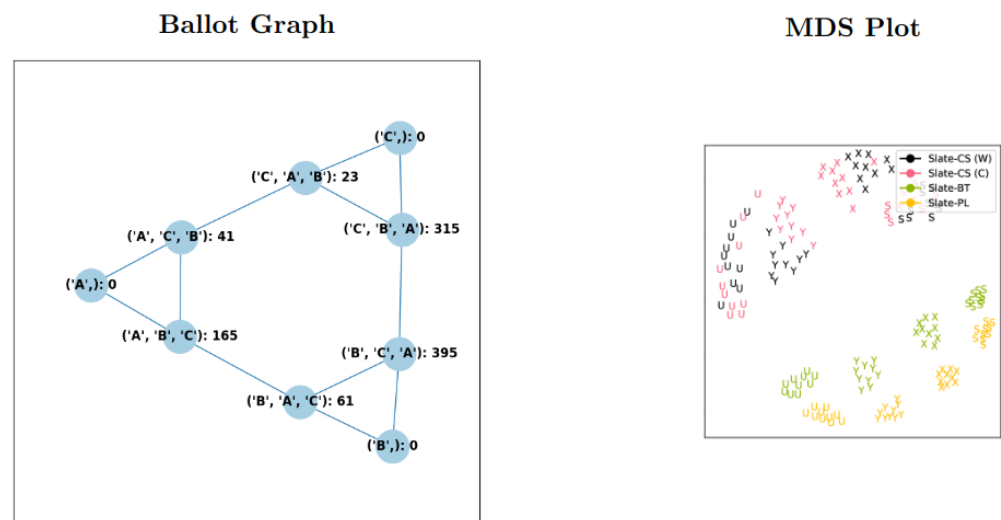 Ballot Graph
('C',): 0
('C', 'A', 'B'): 23
('C', 'B', 'A'): 315
('A', 'C', 'B'): 41
('A',): 0
('A', 'B', 'C'): 165
('B', 'C', 'A'): 395
('B', 'A', 'C'): 61
('B',): 0
MDS Plot
Slate-CS (W)
Slate-CS (C)
Slate-BT
Slate-PL